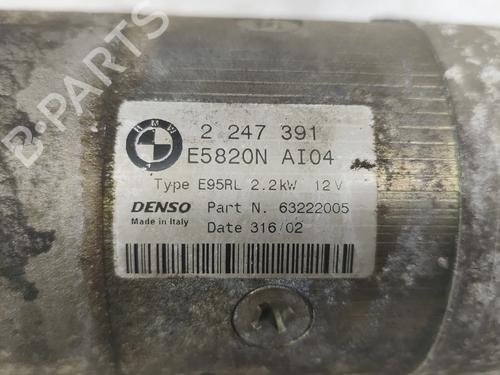 BMW
2 247 391
E5820N AI04
Type E95RL 2.2kW 12V
DENSO Part N. 63222005
Made in Italy
Date 316/02
B-PARTS